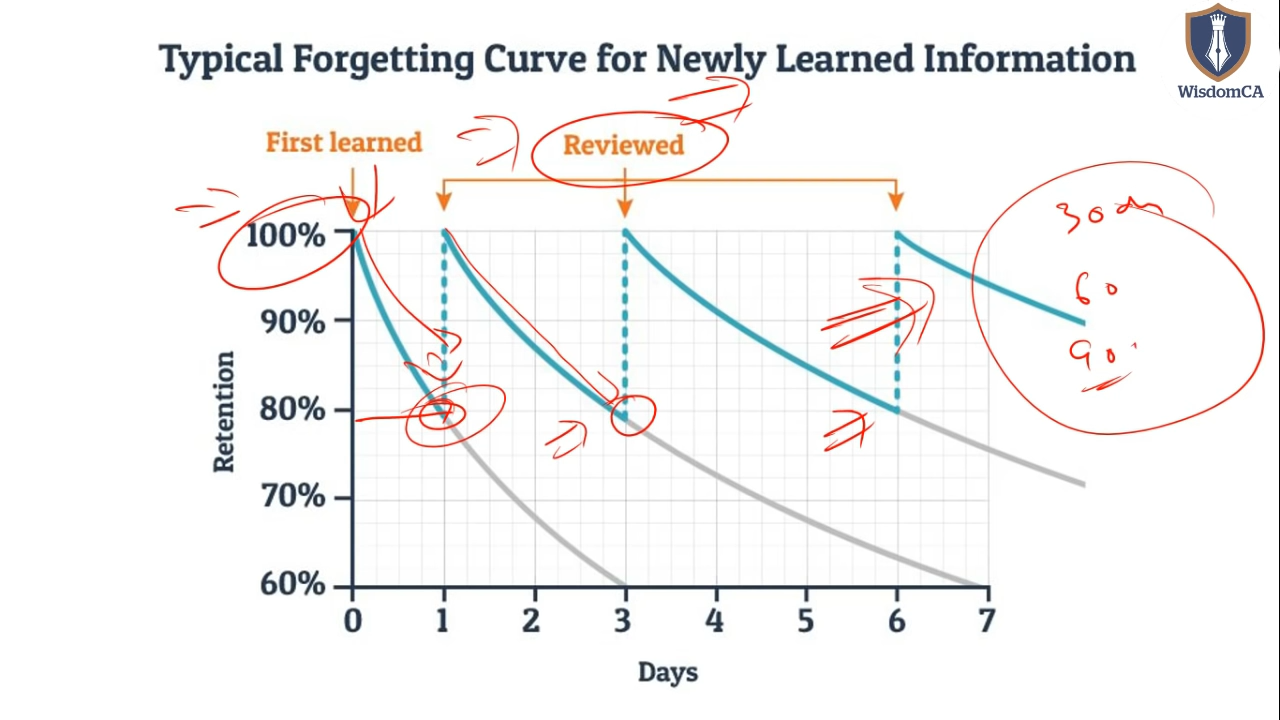 WisdomCA
Typical Forgetting Curve for Newly Learned Information
First learned
Reviewed
100%
90%
80%
70%
60%
Retention
0 1 2 3 4 5 6 7
Days
30
60
90